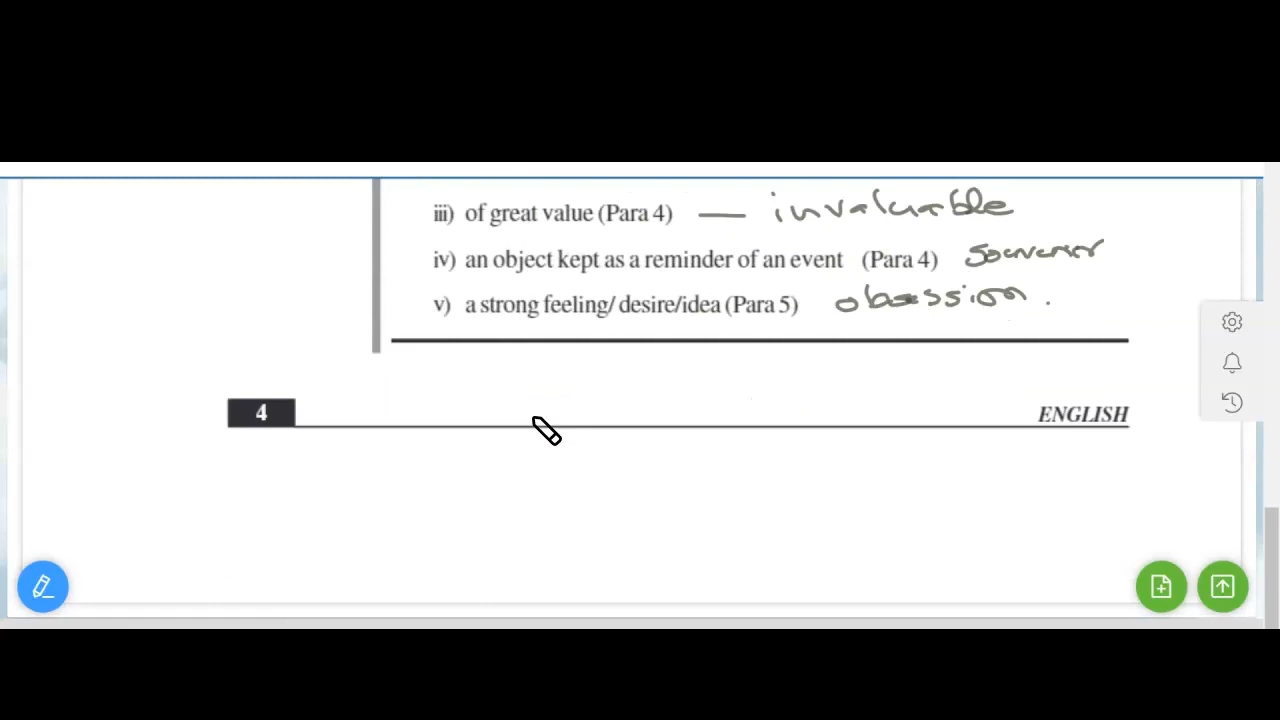 iii) of great value (Para 4) — invaluable
iv) an object kept as a reminder of an event (Para 4) souvenir
v) a strong feeling/ desire/idea (Para 5) obsession .
4 ENGLISH